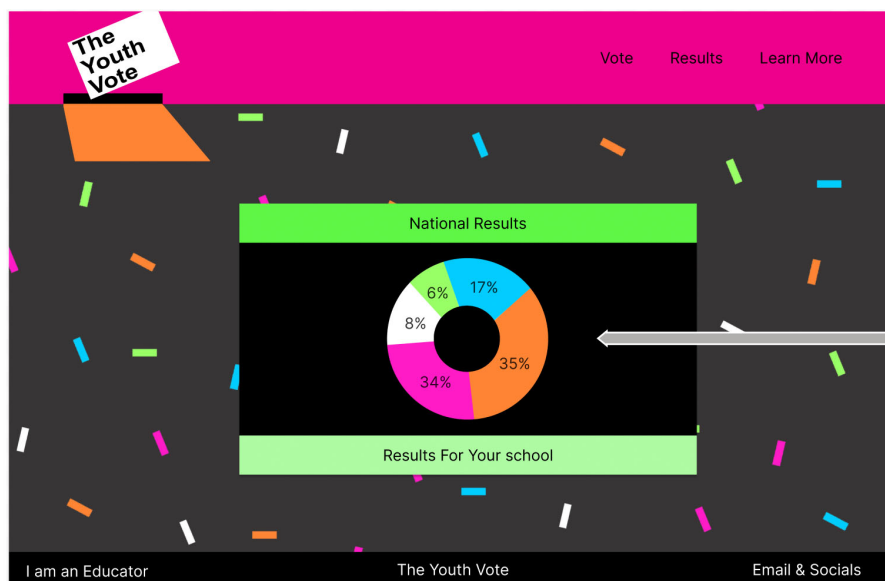 The
Youth
Vote
Vote Results Learn More
National Results
17%
6%
8%
35%
34%
Results For Your school
I am an Educator The Youth Vote Email & Socials